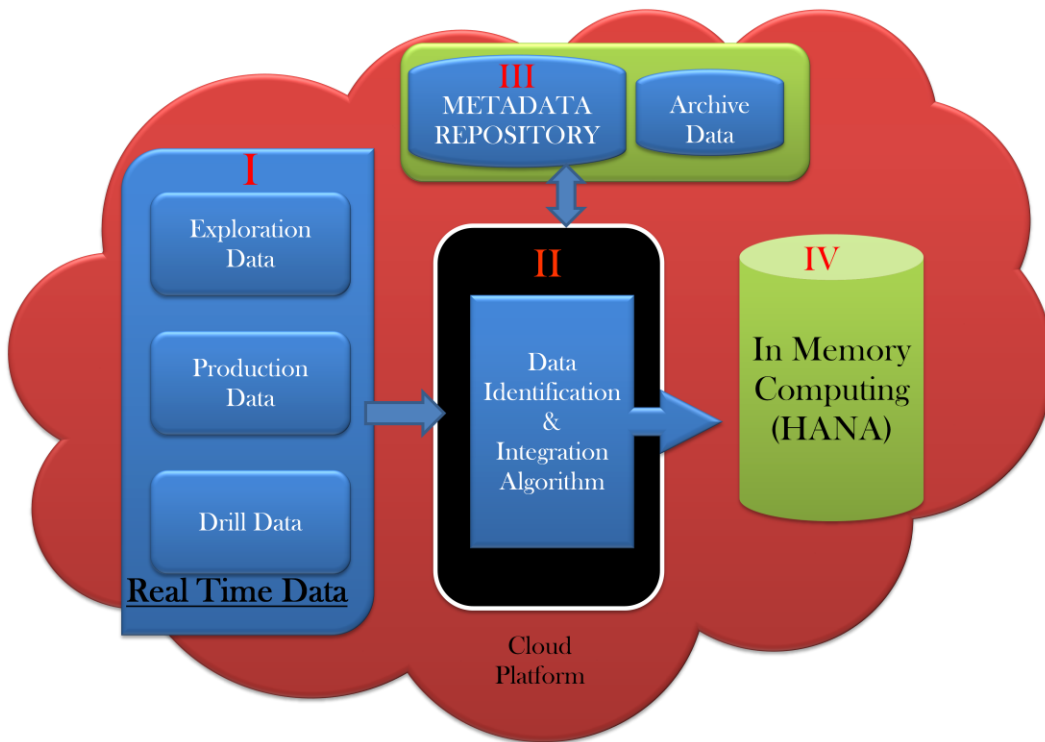 III
METADATA
REPOSITORY
Archive
Data
I
Exploration
Data
Production
Data
Drill Data
Real Time Data
II
Data
Identification
&
Integration
Algorithm
IV
In Memory
Computing
(HANA)
Cloud
Platform